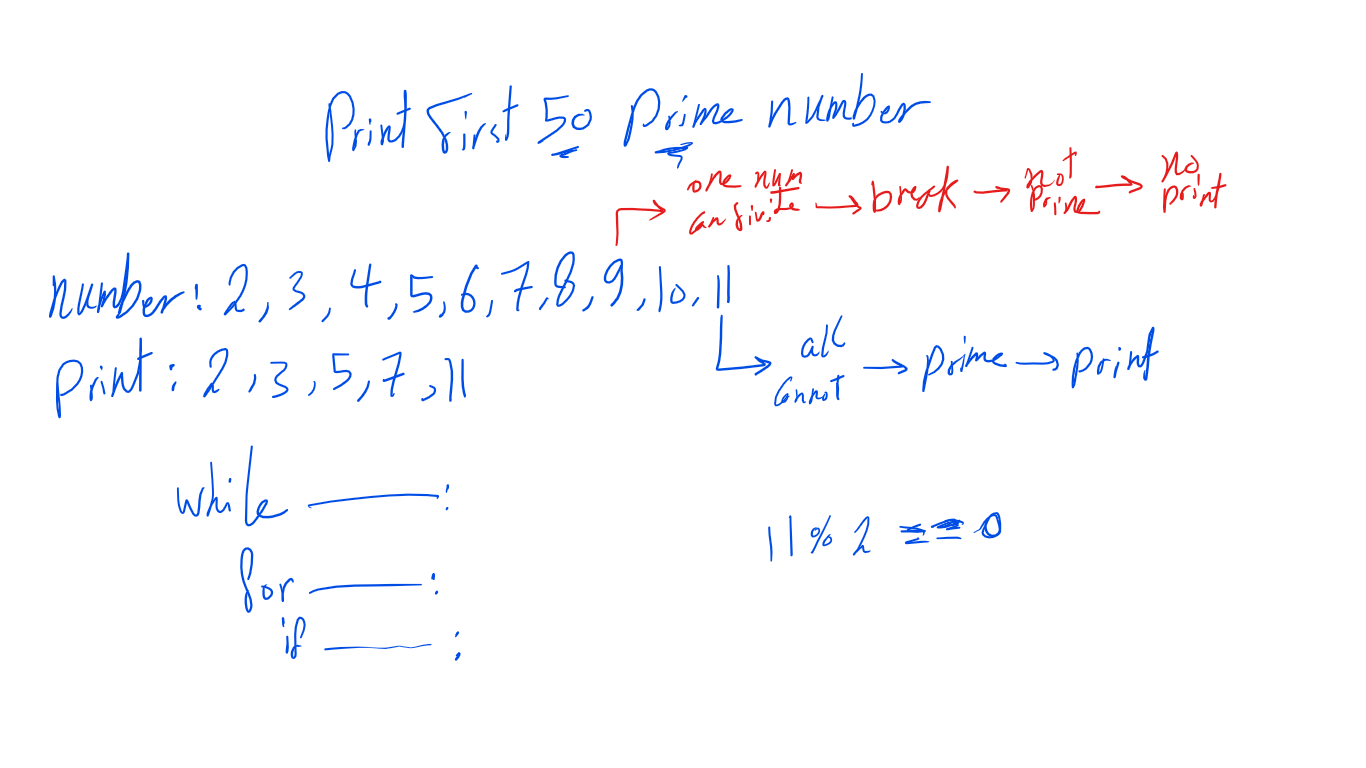 Print first 50 prime number
one num can divite → break → not prime → no print
number: 2, 3, 4, 5, 6, 7, 8, 9, 10, 11
print: 2, 3, 5, 7, 11
all cannot → prime → print
while ______:
11 % 2 == 0
for ______:
if ______: